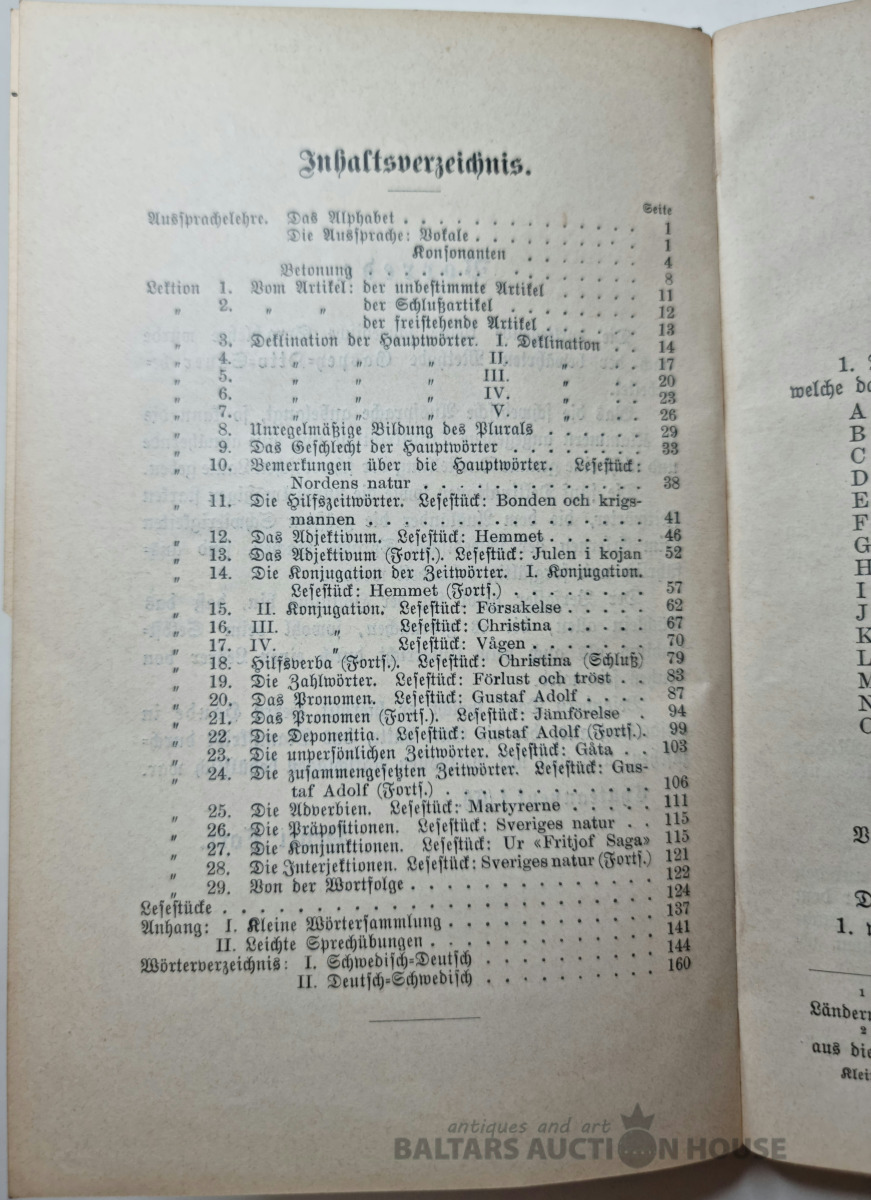 Inhaltsverzeichnis.
Seite
Aussprachelehre. Das Alphabet . . . . . . . . . . . . 1
Die Aussprache: Vokale . . . . . . . . . 1
Konsonanten . . . . . . 4
Betonung . . . . . . . . . . . . . 8
Lektion 1. Vom Artikel: der unbestimmte Artikel . . . . . 11
„ 2. „ „ der Schlußartikel . . . . . . . 12
der freistehende Artikel . . . . . 13
„ 3. Deklination der Hauptwörter. I. Deklination . . 14
„ 4. „ „ „ II. „ . . 17
„ 5. „ „ „ III. „ . . 20
„ 6. „ „ „ IV. „ . . 23
„ 7. „ „ „ V. „ . . 26
„ 8. Unregelmäßige Bildung des Plurals . . . . . . 29
„ 9. Das Geschlecht der Hauptwörter . . . . . . . . 33
„ 10. Bemerkungen über die Hauptwörter. Lesestück:
Nordens natur . . . . . . . . . . . . . 38
„ 11. Die Hilfszeitwörter. Lesestück: Bonden och krigs-
mannen . . . . . . . . . . . . . . . . 41
„ 12. Das Adjektivum. Lesestück: Hemmet . . . . . . 46
„ 13. Das Adjektivum (Forts.). Lesestück: Julen i kojan 52
„ 14. Die Konjugation der Zeitwörter. I. Konjugation.
Lesestück: Hemmet (Forts.) . . . . . . . . 57
„ 15. II. Konjugation. Lesestück: Försakelse . . . . . 62
„ 16. III. „ Lesestück: Christina . . . . . 67
„ 17. IV. „ Lesestück: Vågen . . . . . . . 70
„ 18. Hilfsverba (Forts.). Lesestück: Christina (Schluß) 79
„ 19. Die Zahlwörter. Lesestück: Förlust och tröst . . 83
„ 20. Das Pronomen. Lesestück: Gustaf Adolf . . . . 87
„ 21. Das Pronomen (Forts.). Lesestück: Jämförelse . 94
„ 22. Die Deponentia. Lesestück: Gustaf Adolf (Forts.). 99
„ 23. Die unpersönlichen Zeitwörter. Lesestück: Gåta . . 103
„ 24. Die zusammengesetzten Zeitwörter. Lesestück: Gus-
taf Adolf (Forts.) . . . . . . . . . . . . 106
„ 25. Die Adverbien. Lesestück: Martyrerne . . . . . 111
„ 26. Die Präpositionen. Lesestück: Sveriges natur . . 115
„ 27. Die Konjunktionen. Lesestück: Ur «Fritjof Saga» 115
„ 28. Die Interjektionen. Lesestück: Sveriges natur (Forts.) 121
„ 29. Von der Wortfolge . . . . . . . . . . . . . 122
Lesestücke . . . . . . . . . . . . . . . . . . . . 124
Anhang: I. Kleine Wörtersammlung . . . . . . . . . . 137
II. Leichte Sprechübungen . . . . . . . . . . . 141
Wörterverzeichnis: I. Schwedisch=Deutsch . . . . . . . . . 144
II. Deutsch=Schwedisch . . . . . . . . . 160
1.
welche
A
B
C
D
E
F
G
H
I
J
K
L
M
N
1.
1
2
aus
antiques and art
BALTARS AUCTION HOUSE